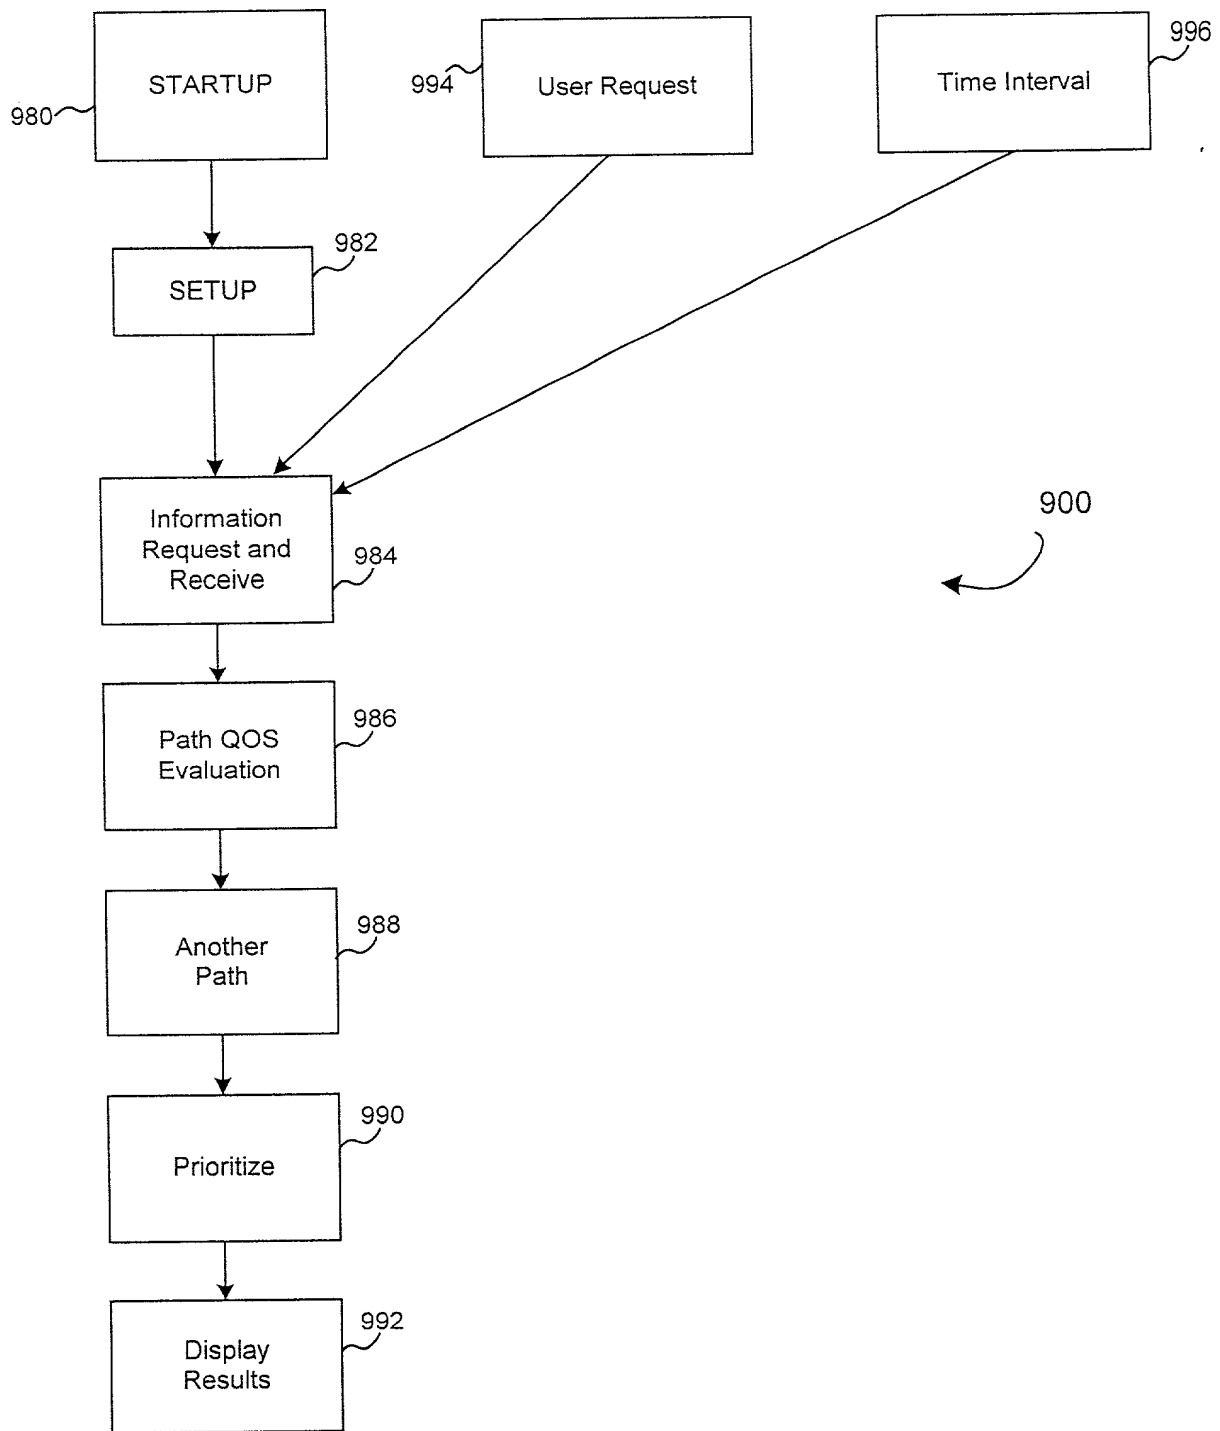 STARTUP
980
994
User Request
Time Interval
996
SETUP
982
Information
Request and
Receive
984
900
Path QOS
Evaluation
986
Another
Path
988
Prioritize
990
Display
Results
992